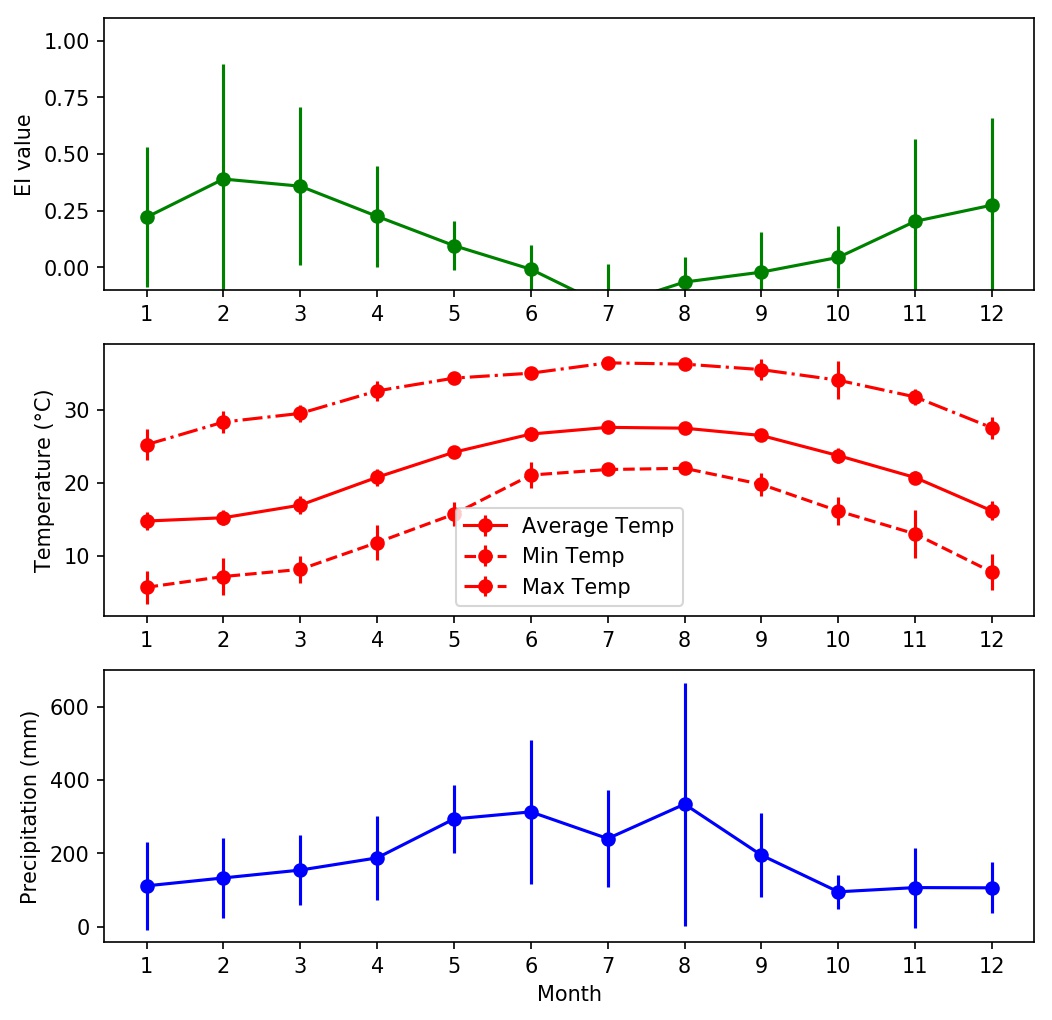 EI value
1.00
0.75
0.50
0.25
0.00
1 2 3 4 5 6 7 8 9 10 11 12
Temperature (°C)
30
20
10
Average Temp
Min Temp
Max Temp
1 2 3 4 5 6 7 8 9 10 11 12
Precipitation (mm)
600
400
200
0
1 2 3 4 5 6 7 8 9 10 11 12
Month